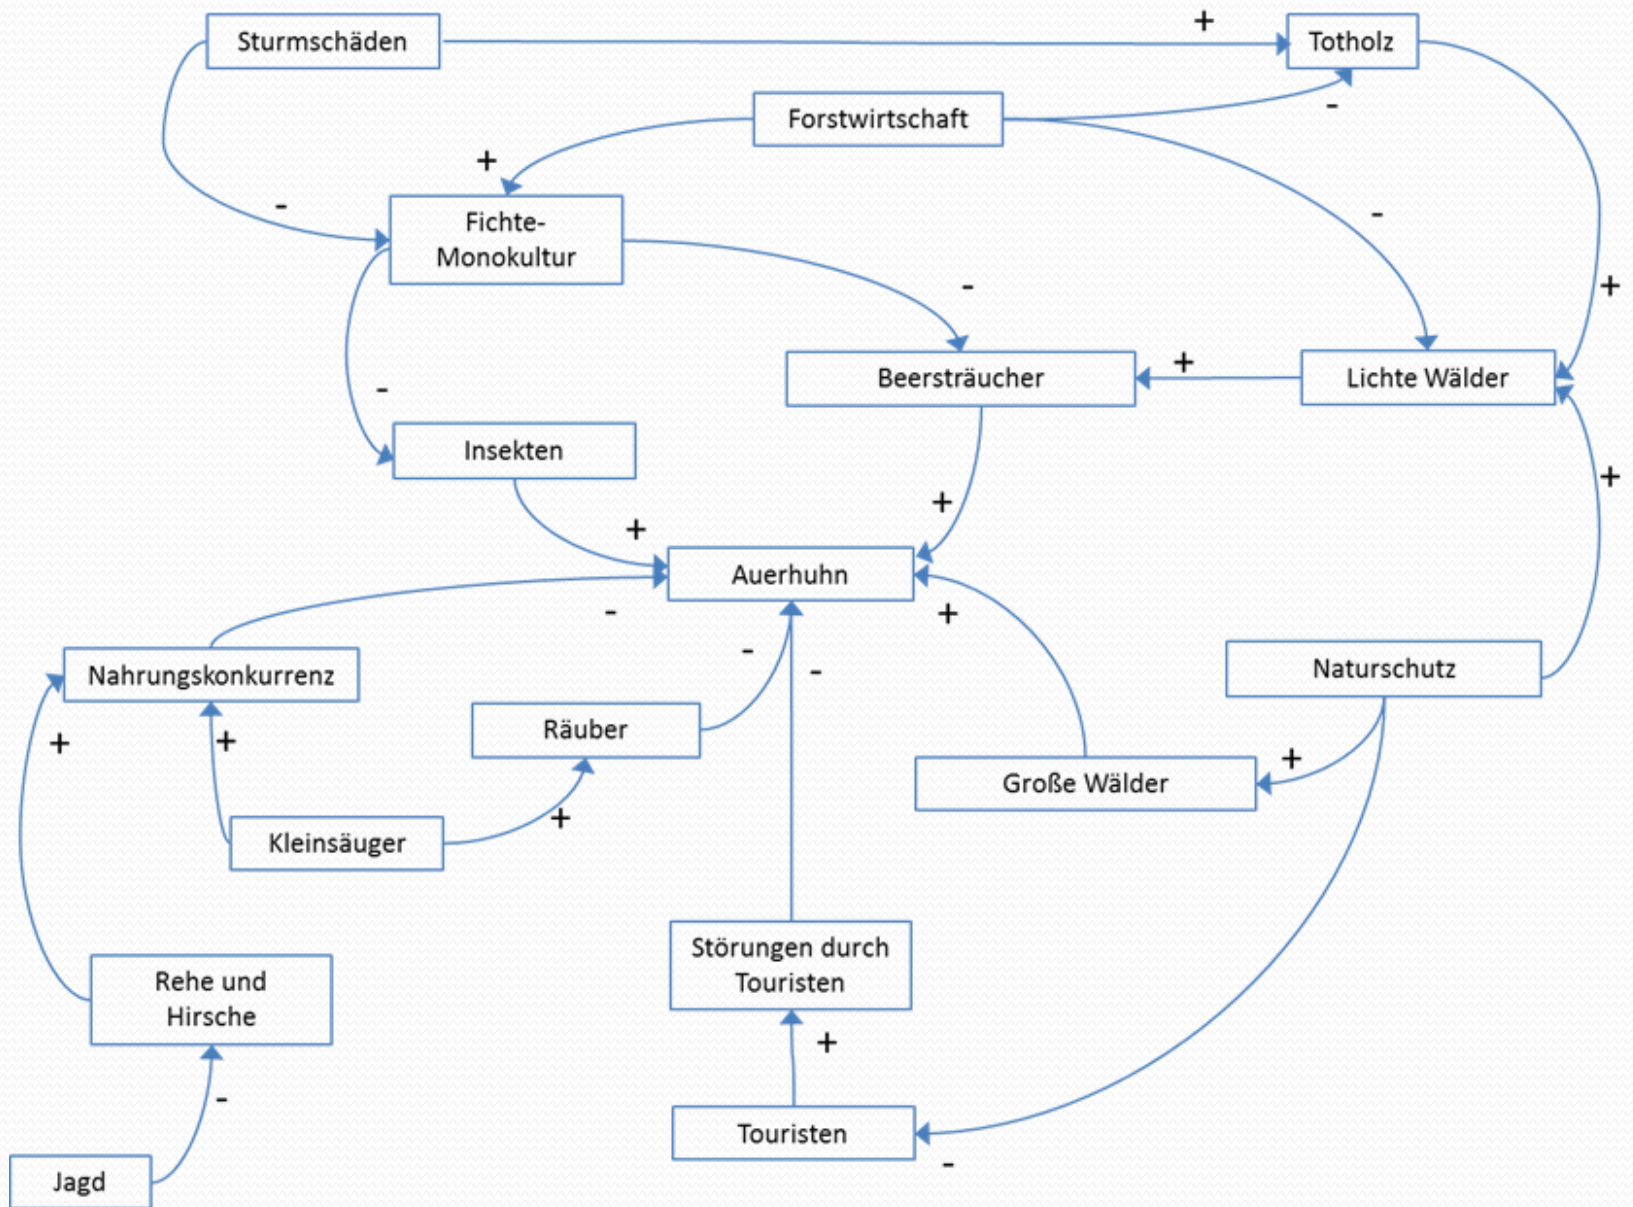 Sturmschäden
+
Totholz
Forstwirtschaft
-
+
-
-
Fichte-
Monokultur
-
+
Beersträucher
+
Lichte Wälder
-
Insekten
+
+
+
Auerhuhn
-
+
Nahrungskonkurrenz
-
-
Naturschutz
Räuber
+
+
+
Große Wälder
Kleinsäuger
+
Störungen durch
Touristen
Rehe und
Hirsche
+
-
Touristen
-
Jagd